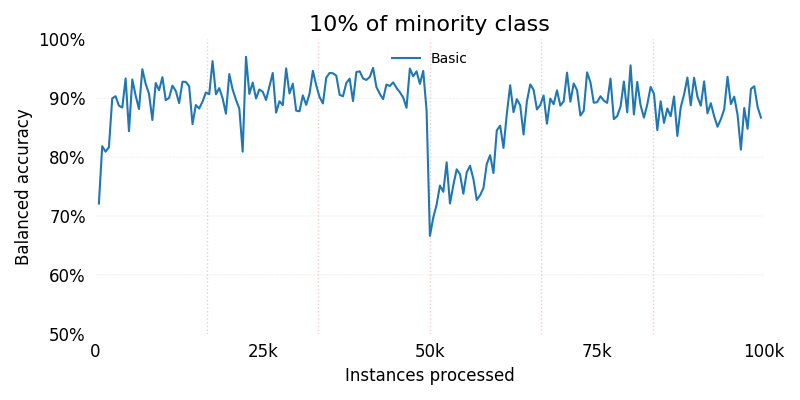 10% of minority class
100%
90%
80%
70%
60%
50%
Balanced accuracy
Basic
0
25k
50k
75k
100k
Instances processed